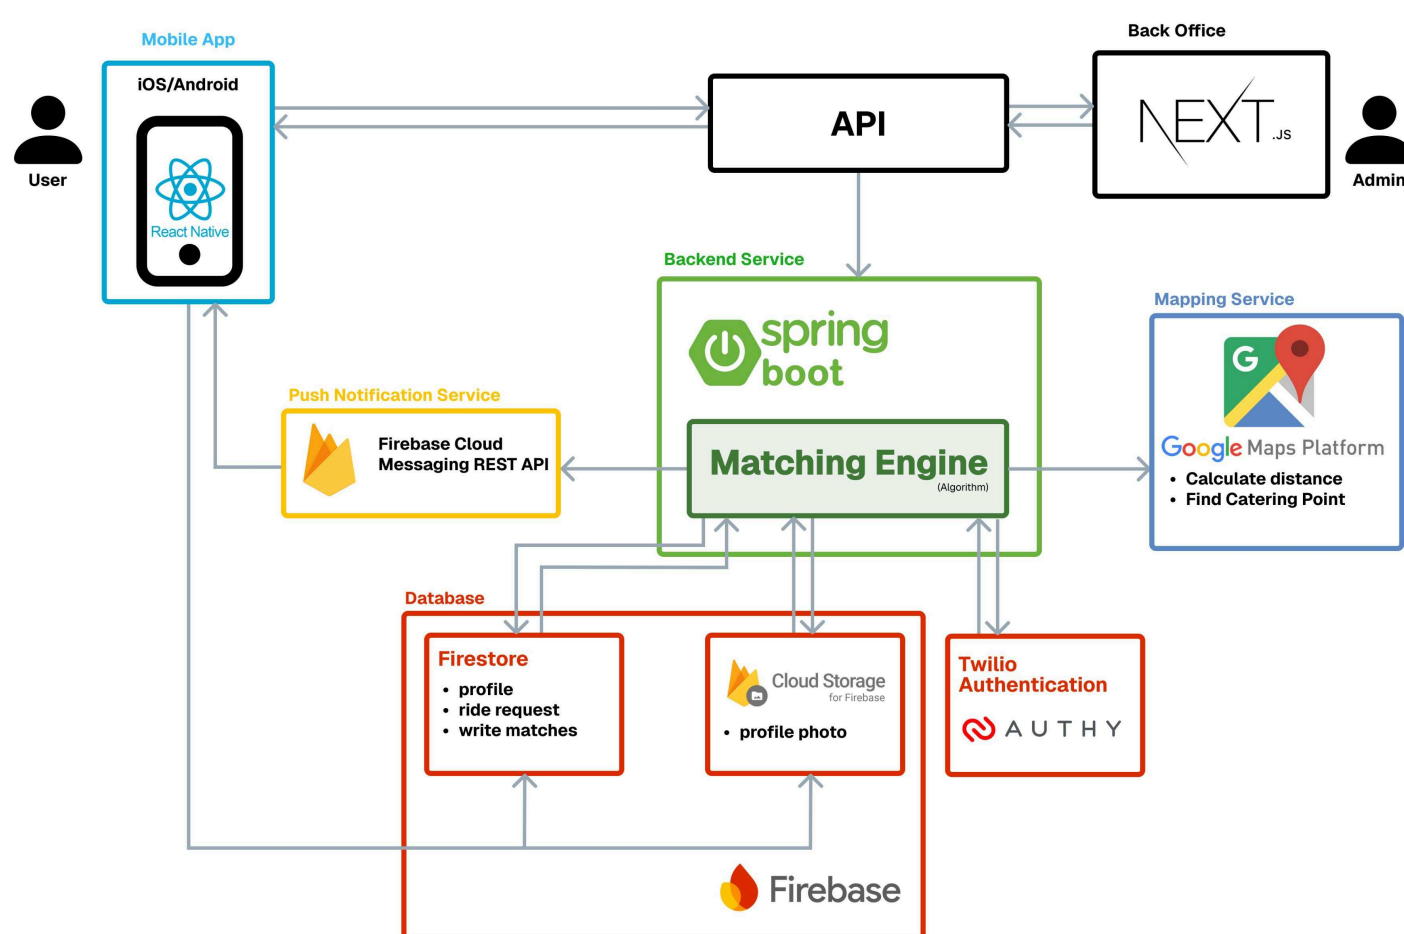 Mobile App
iOS/Android
React Native
User
API
Back Office
NEXT.JS
Admin
Backend Service
spring
boot
Matching Engine
(Algorithm)
Mapping Service
G
Google Maps Platform
• Calculate distance
• Find Catering Point
Push Notification Service
Firebase Cloud
Messaging REST API
Database
Firestore
• profile
• ride request
• write matches
Cloud Storage
for Firebase
• profile photo
Twilio
Authentication
AUTHY
Firebase